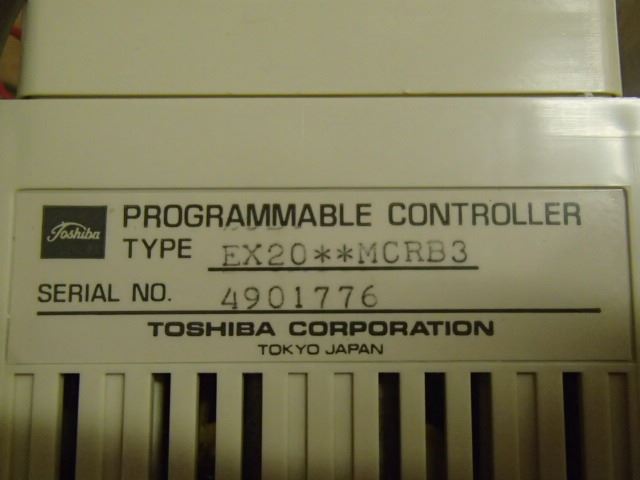 Toshiba
PROGRAMMABLE CONTROLLER
TYPE EX20**MCRB3
SERIAL NO. 4901776
TOSHIBA CORPORATION
TOKYO JAPAN